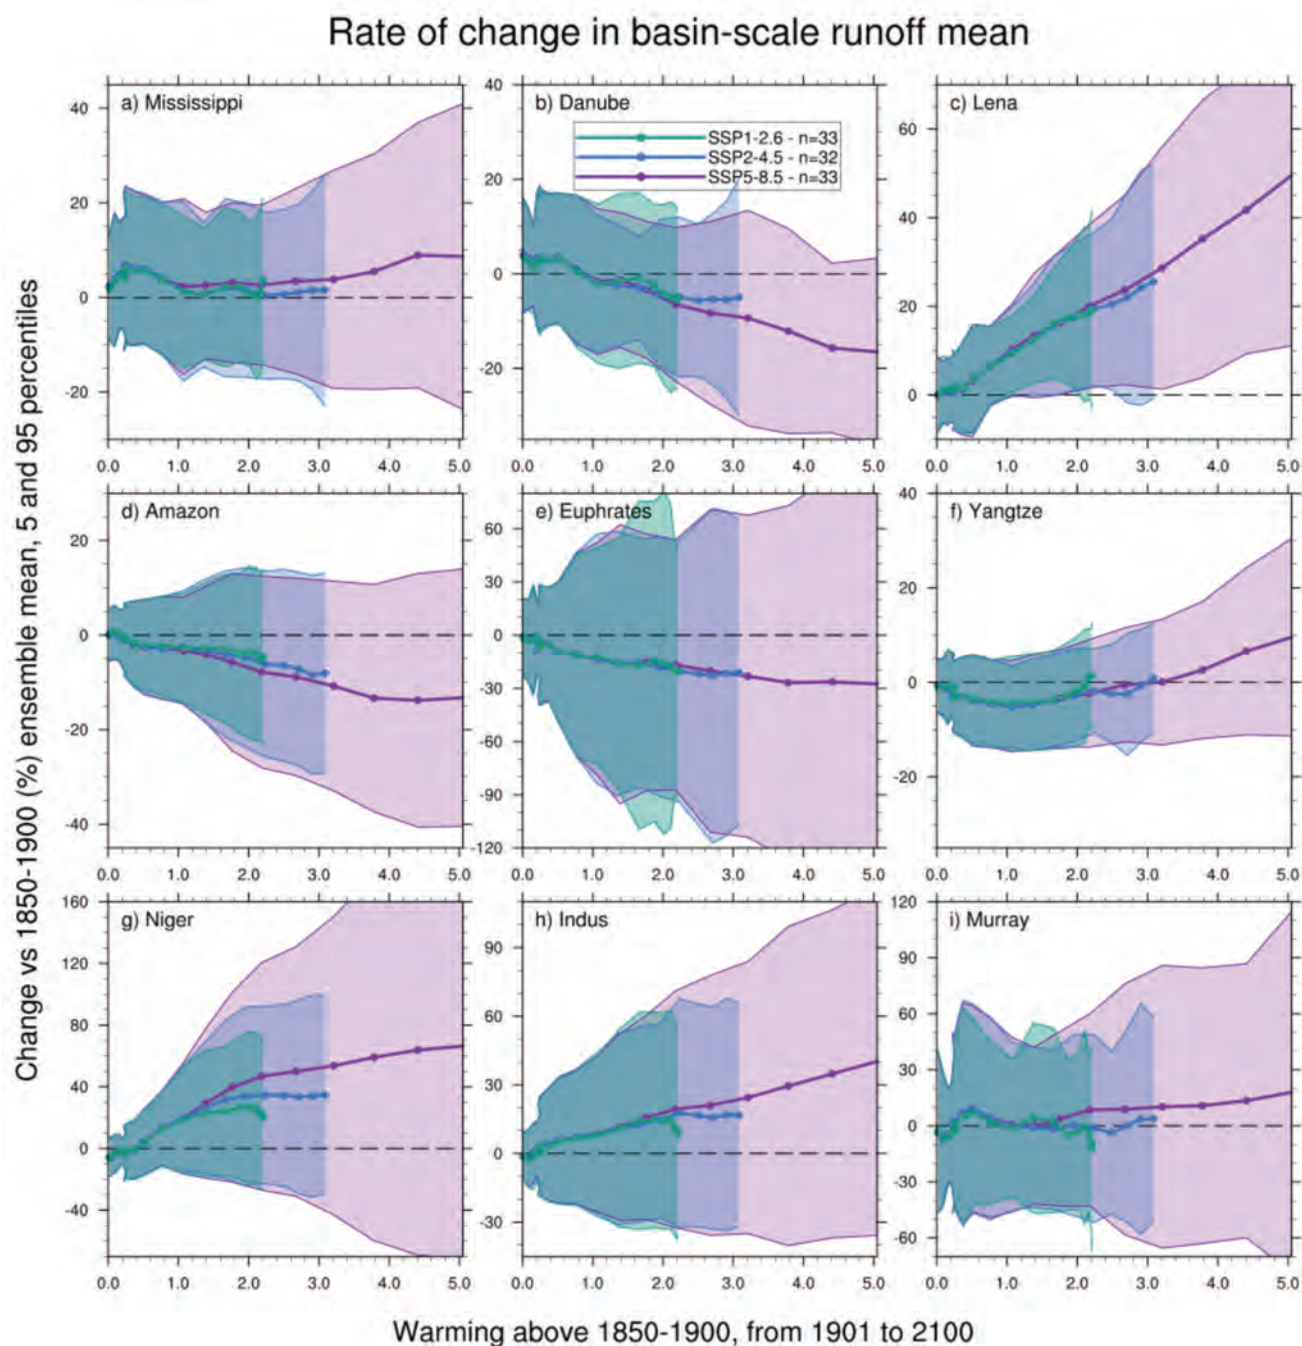 Rate of change in basin-scale runoff mean
Change vs 1850-1900 (%) ensemble mean, 5 and 95 percentiles
a) Mississippi
40
20
0
-20
0.0 1.0 2.0 3.0 4.0 5.0
b) Danube
SSP1-2.6 - n=33
SSP2-4.5 - n=32
SSP5-8.5 - n=33
40
20
0
-20
0.0 1.0 2.0 3.0 4.0 5.0
c) Lena
60
40
20
0
0.0 1.0 2.0 3.0 4.0 5.0
d) Amazon
20
0
-20
-40
0.0 1.0 2.0 3.0 4.0 5.0
e) Euphrates
60
30
0
-30
-60
-90
-120
0.0 1.0 2.0 3.0 4.0 5.0
f) Yangtze
40
20
0
-20
0.0 1.0 2.0 3.0 4.0 5.0
g) Niger
160
120
80
40
0
-40
0.0 1.0 2.0 3.0 4.0 5.0
h) Indus
90
60
30
0
-30
0.0 1.0 2.0 3.0 4.0 5.0
i) Murray
120
90
60
30
0
-30
-60
0.0 1.0 2.0 3.0 4.0 5.0
Warming above 1850-1900, from 1901 to 2100